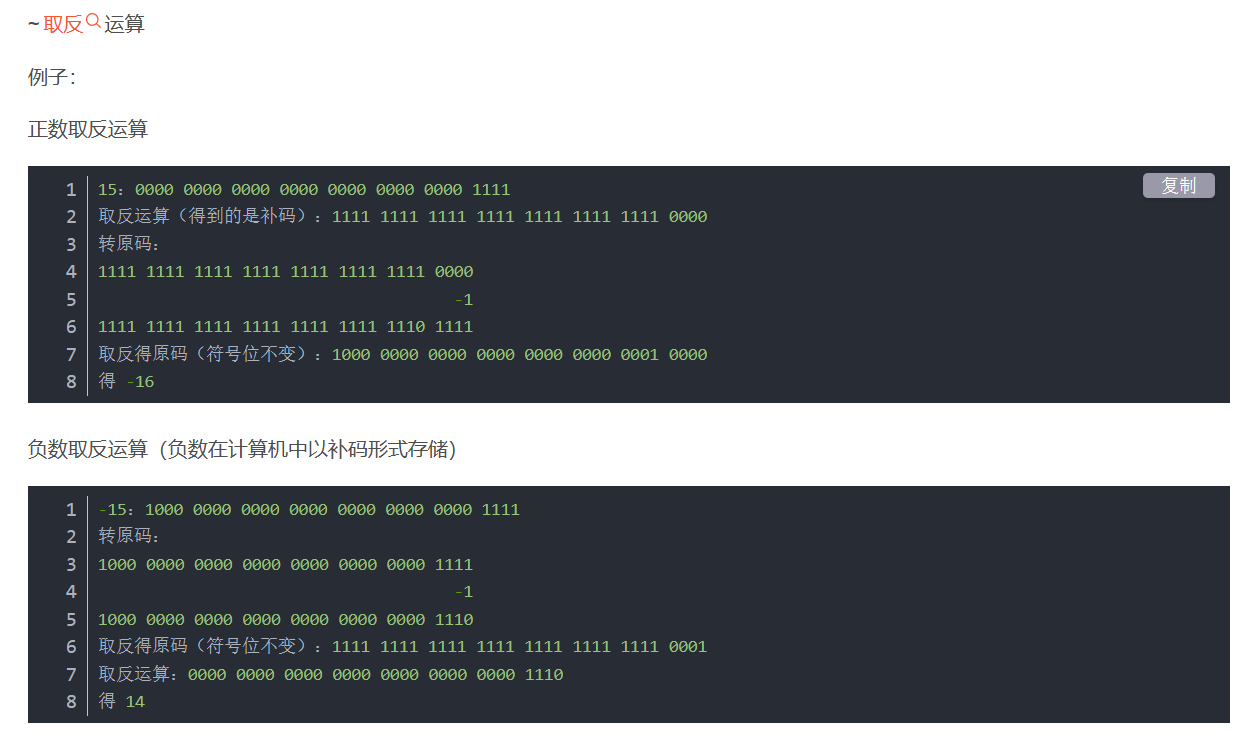 ~ 取反 运算
例子：
正数取反运算
复制
1 15：0000 0000 0000 0000 0000 0000 0000 1111
2 取反运算（得到的是补码）：1111 1111 1111 1111 1111 1111 1111 0000
3 转原码：
4 1111 1111 1111 1111 1111 1111 1111 0000
5 -1
6 1111 1111 1111 1111 1111 1111 1110 1111
7 取反得原码（符号位不变）：1000 0000 0000 0000 0000 0000 0001 0000
8 得 -16
负数取反运算（负数在计算机中以补码形式存储）
1 -15：1000 0000 0000 0000 0000 0000 0000 1111
2 转原码：
3 1000 0000 0000 0000 0000 0000 0000 1111
4 -1
5 1000 0000 0000 0000 0000 0000 0000 1110
6 取反得原码（符号位不变）：1111 1111 1111 1111 1111 1111 1111 0001
7 取反运算：0000 0000 0000 0000 0000 0000 0000 1110
8 得 14